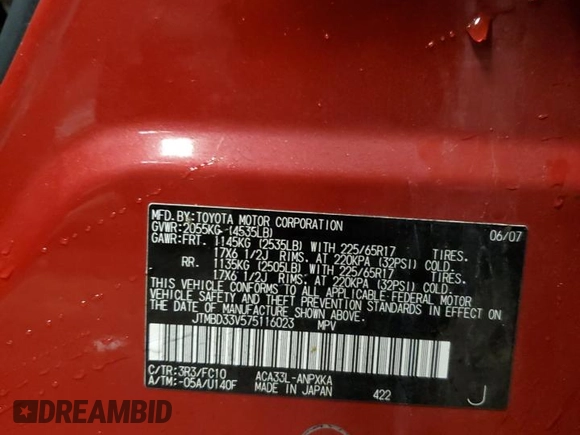 MFD.BY:TOYOTA MOTOR CORPORATION 06/07
GVWR:2055KG (4535LB)
GAWR:FRT. 1145KG (2535LB) WITH 225/65R17 TIRES.
17X6 1/2J RIMS. AT 220KPA (32PSI) COLD.
RR. 1135KG (2505LB) WITH 225/65R17 TIRES.
17X6 1/2J RIMS. AT 220KPA (32PSI) COLD.
THIS VEHICLE CONFORMS TO ALL APPLICABLE FEDERAL MOTOR
VEHICLE SAFETY AND THEFT PREVENTION STANDARDS IN EFFECT ON
THE DATE OF MANUFACTURE SHOWN ABOVE.
JTMBD33V575116023 MPV
C/TR:3R3/FC10 ACA33L-ANPXKA
A/TM:-05A/U140F MADE IN JAPAN 422 J
DREAMBID